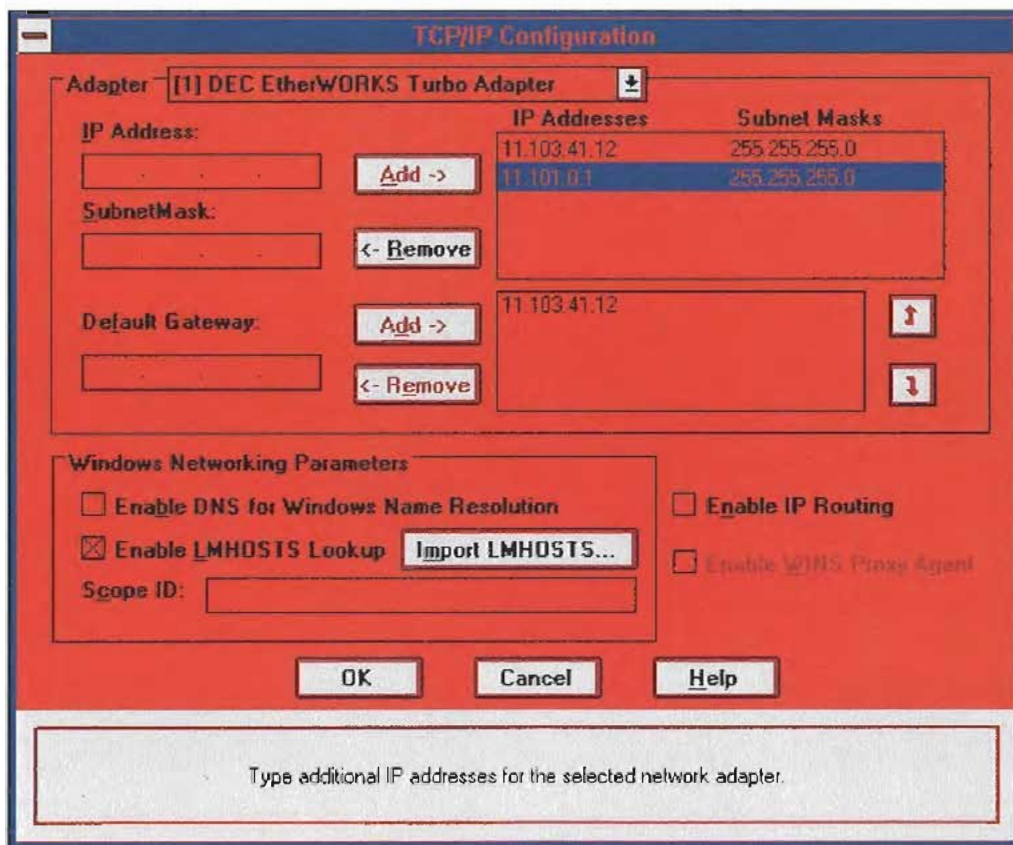 TCP/IP Configuration
Adapter [1] DEC EtherWORKS Turbo Adapter
IP Address:
IP Addresses Subnet Masks
11.103.41.12 255.255.255.0
Add ->
11.101.0.1 255.255.255.0
SubnetMask:
<- Remove
Default Gateway:
Add ->
11.103.41.12
<- Remove
Windows Networking Parameters
Enable DNS for Windows Name Resolution
Enable IP Routing
Enable LMHOSTS Lookup Import LMHOSTS...
Enable WINS Proxy Agent
Scope ID:
OK Cancel Help
Type additional IP addresses for the selected network adapter.